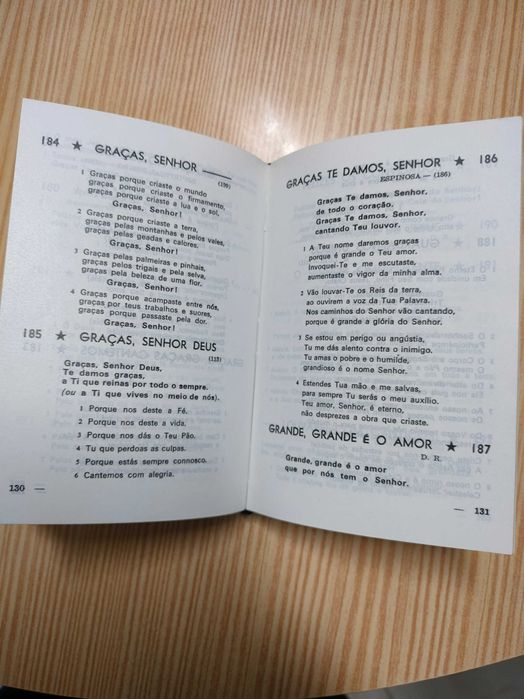 184 ★ GRAÇAS, SENHOR
(199)
1 Graças porque criaste o mundo
graças porque criaste o firmamento,
graças porque criaste a lua e o sol,
Graças, Senhor!
2 Graças porque criaste a terra,
graças pelas montanhas e pelos vales,
graças pelas geadas e calores.
Graças, Senhor!
3 Graças pelas palmeiras e pinhais,
graças pelos trigais e pela selva,
graças pela beleza de uma flor.
Graças, Senhor!
4 Graças porque acampaste entre nós,
graças por teus trabalhos e suores,
graças porque passaste pela dor.
Graças, Senhor!
185 ★ GRAÇAS, SENHOR DEUS
Graças, Senhor Deus,
Te damos graças,
a Ti que reinas por todo o sempre.
(ou a Ti que vives no meio de nós).
1 Porque nos deste a Fé.
2 Porque nos deste a vida.
3 Porque nos dás o Teu Pão.
4 Tu que perdoas as culpas.
5 Porque estás sempre connosco.
6 Cantemos com alegria.
130 —
GRAÇAS TE DAMOS, SENHOR ★ 186
ESPINOSA — (186)
Graças Te damos, Senhor,
de todo o coração.
Graças Te damos, Senhor,
cantando Teu louvor.
1 A Teu nome daremos graças
porque é grande o Teu amor.
Invoquei-Te e me escutaste,
aumentaste o vigor da minha alma.
2 Vão louvar-Te os Reis da terra,
ao ouvirem a voz da Tua Palavra.
Nos caminhos do Senhor vão cantando,
porque é grande a glória do Senhor.
3 Se estou em perigo ou angústia,
Tu me dás alento contra o inimigo.
Tu amas o pobre e o humilde,
grandioso é o nome Senhor.
4 Estendes Tua mão e me salvas,
para sempre Tu serás o meu auxílio.
Teu amor, Senhor, é eterno,
não desprezes a obra que criaste.
GRANDE, GRANDE É O AMOR ★ 187
D. R.
Grande, grande é o amor
que por nós tem o Senhor.
— 131